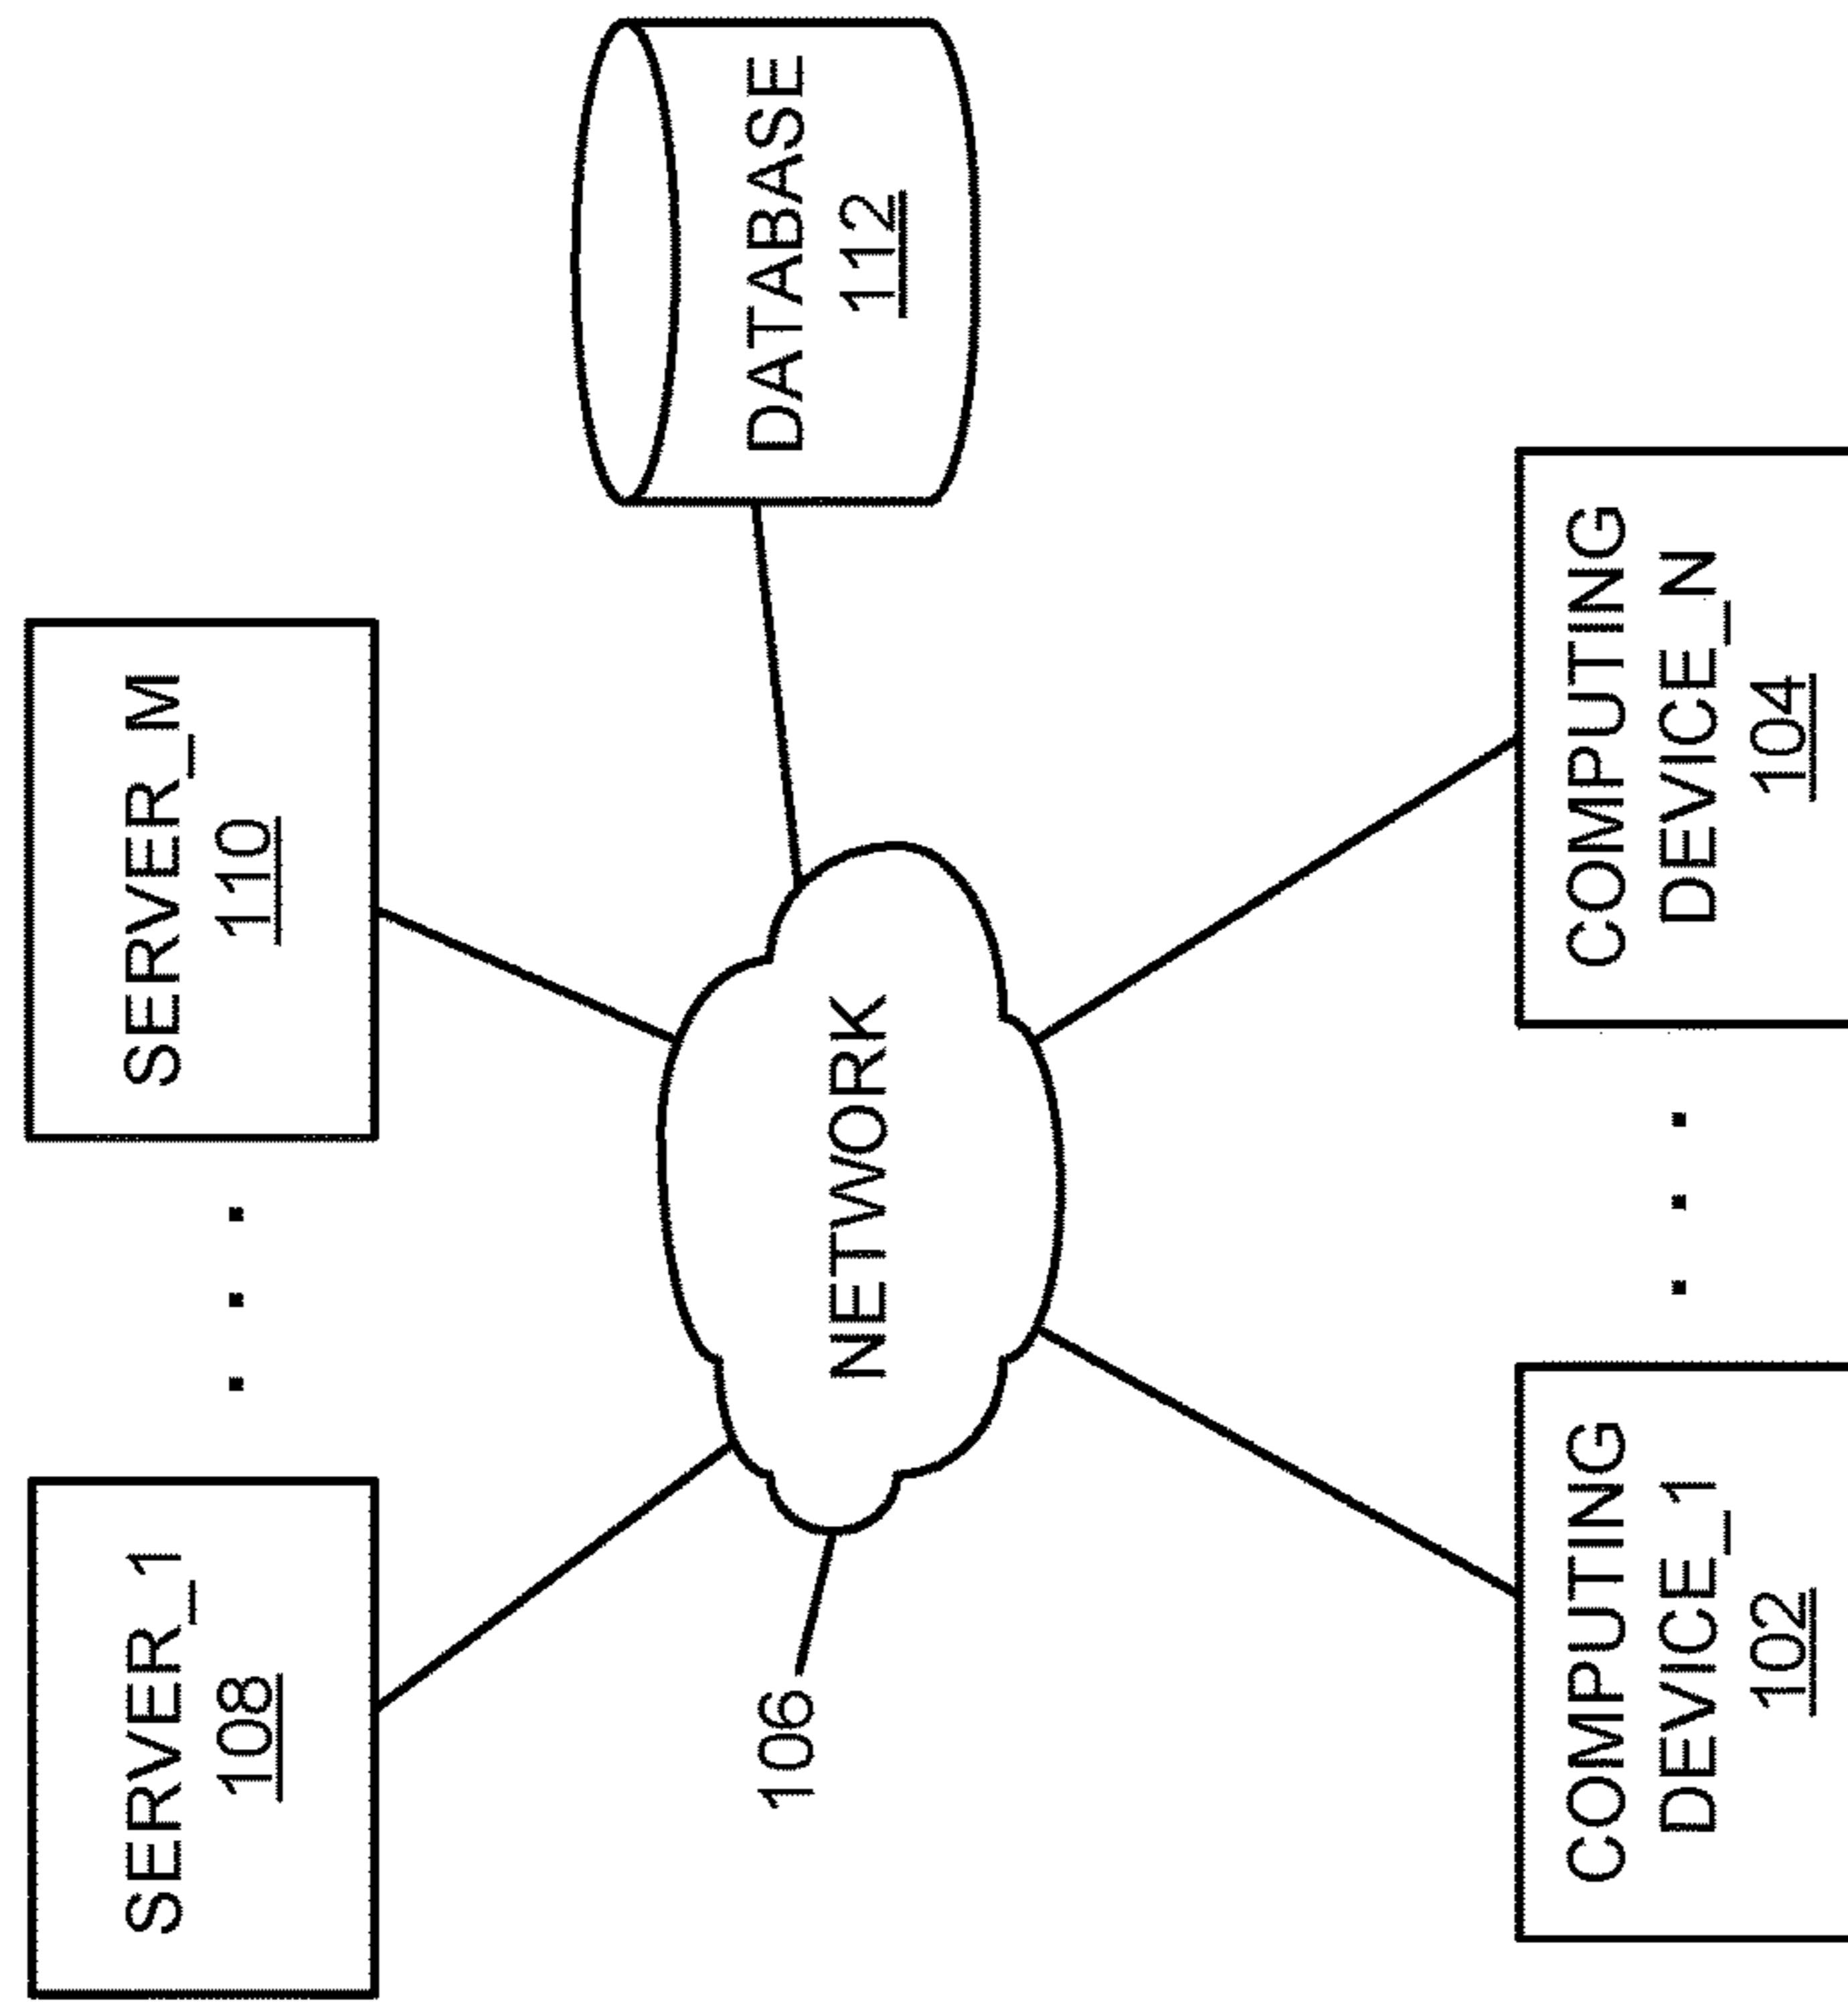 SERVER_1
108
. . .
SERVER_M
110
DATABASE
112
NETWORK
106
COMPUTING
DEVICE_1
102
. . .
COMPUTING
DEVICE_N
104